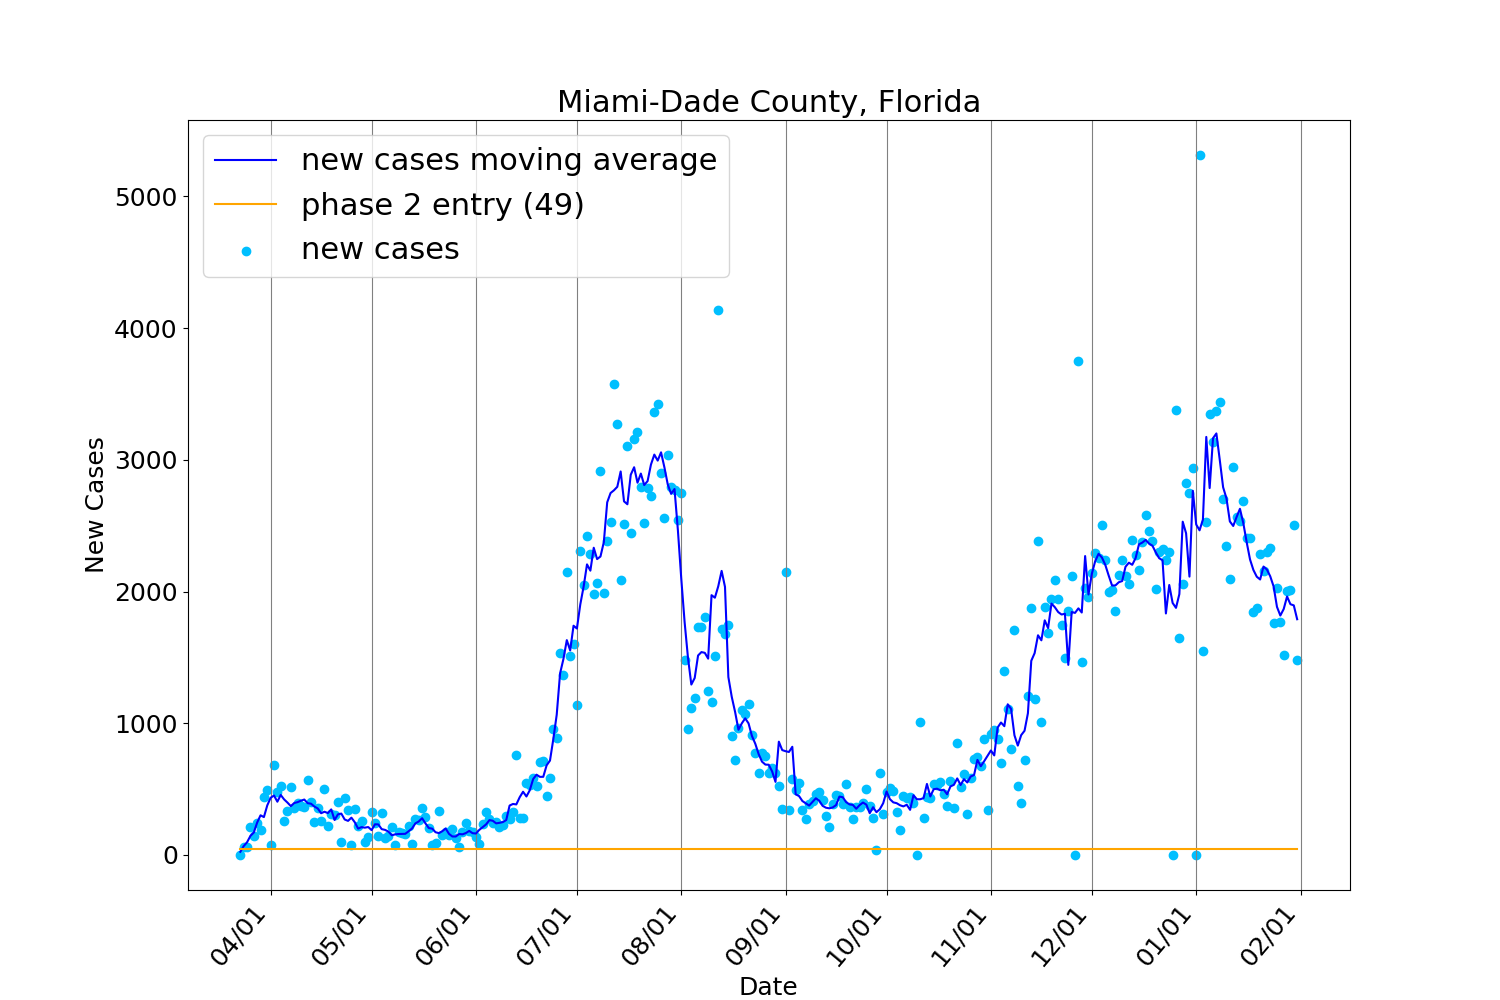 Miami-Dade County, Florida
new cases moving average
phase 2 entry (49)
new cases
5000
4000
3000
2000
1000
0
New Cases
04/01
05/01
06/01
07/01
08/01
09/01
10/01
11/01
12/01
01/01
02/01
Date